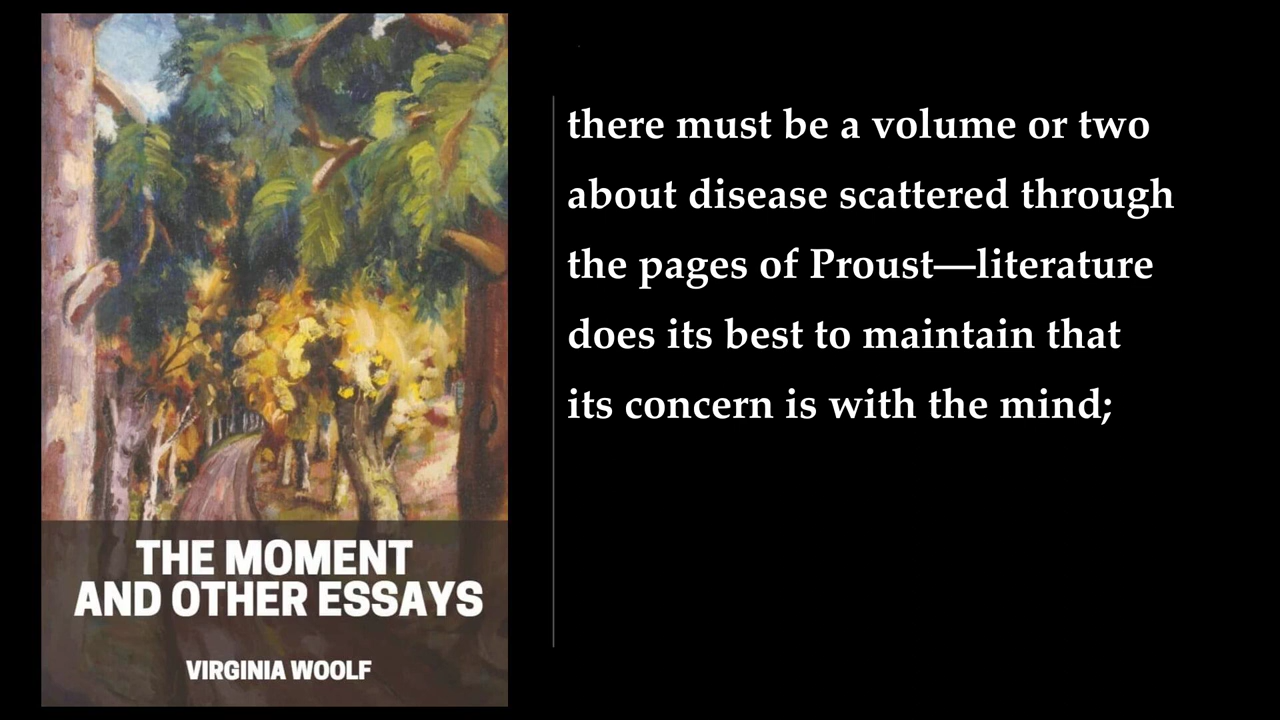 THE MOMENT
AND OTHER ESSAYS
VIRGINIA WOOLF
there must be a volume or two
about disease scattered through
the pages of Proust—literature
does its best to maintain that
its concern is with the mind;